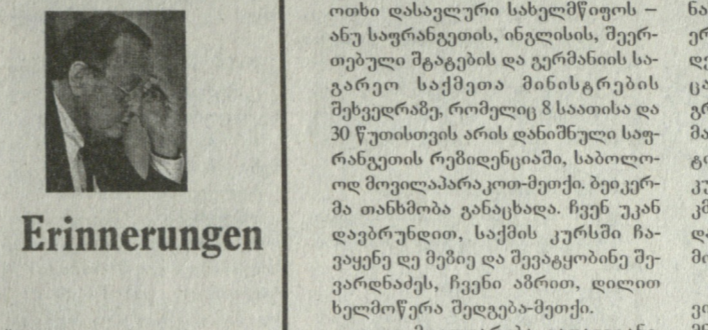 Erinnerungen
ოთხი დასავლური სახელმწიფოს –
ანუ საფრანგეთის, ინგლისის, შეერ-
თებული შტატების და გერმანიის სა-
გარეო საქმეთა მინისტრების
შეხვედრაზე, რომელიც 8 საათისა და
30 წუთისთვის არის დანიშნული საფ-
რანგეთის რეზიდენციაში, საბოლო-
ოდ მოვილაპარაკოთ-მეთქი. ბეიკერ-
მა თანხმობა განაცხადა. ჩვენ უკან
დავბრუნდით, საქმის კურსში ჩა-
ვაყენე დე მეზიე და შევატყობინე შე-
ვარდნაძეს, ჩვენი აზრით, დილით
ხელმოწერა შედგება-მეთქი.